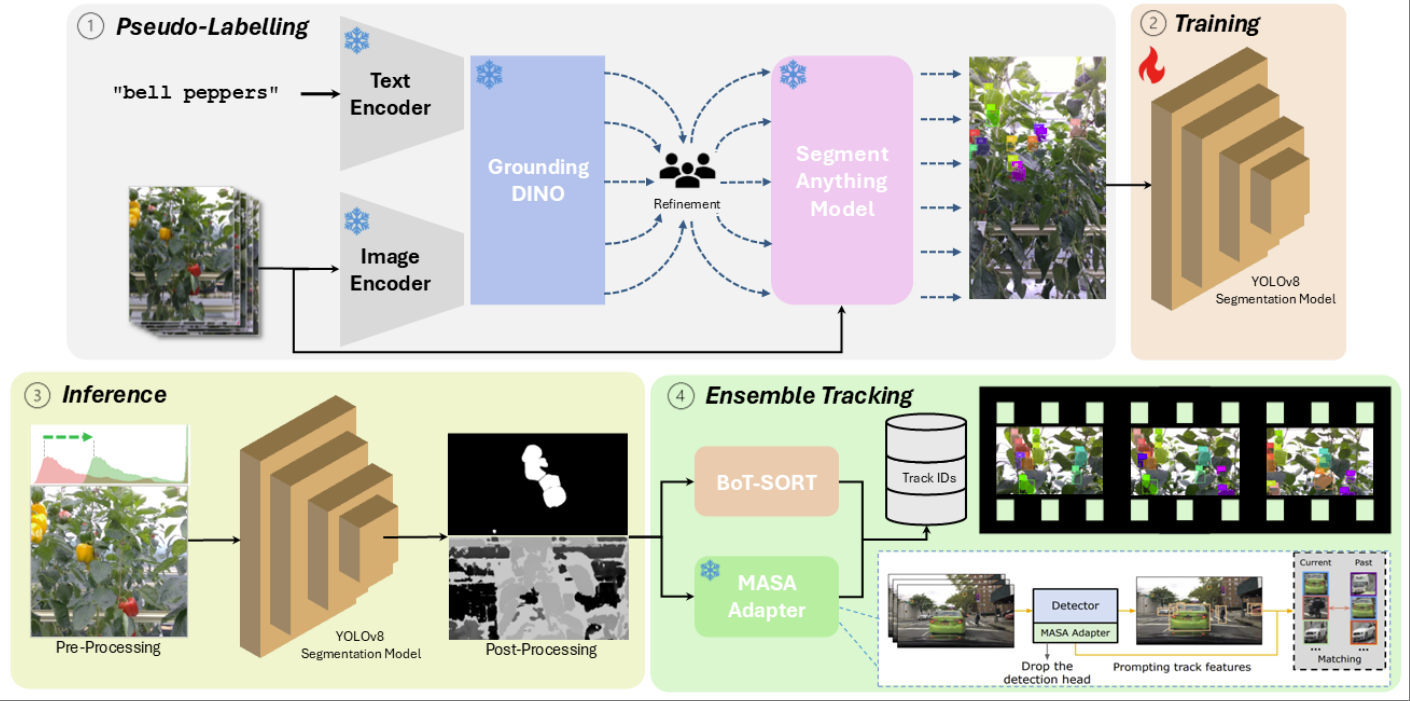 1 Pseudo-Labelling
"bell peppers"
Text
Encoder
Image
Encoder
Grounding
DINO
Refinement
Segment
Anything
Model
2 Training
YOLOv8
Segmentation Model
3 Inference
Pre-Processing
YOLOv8
Segmentation Model
Post-Processing
4 Ensemble Tracking
BoT-SORT
MASA
Adapter
Track IDs
Detector
MASA Adapter
Drop the
detection head
Prompting track features
Current Past
... ...
Matching